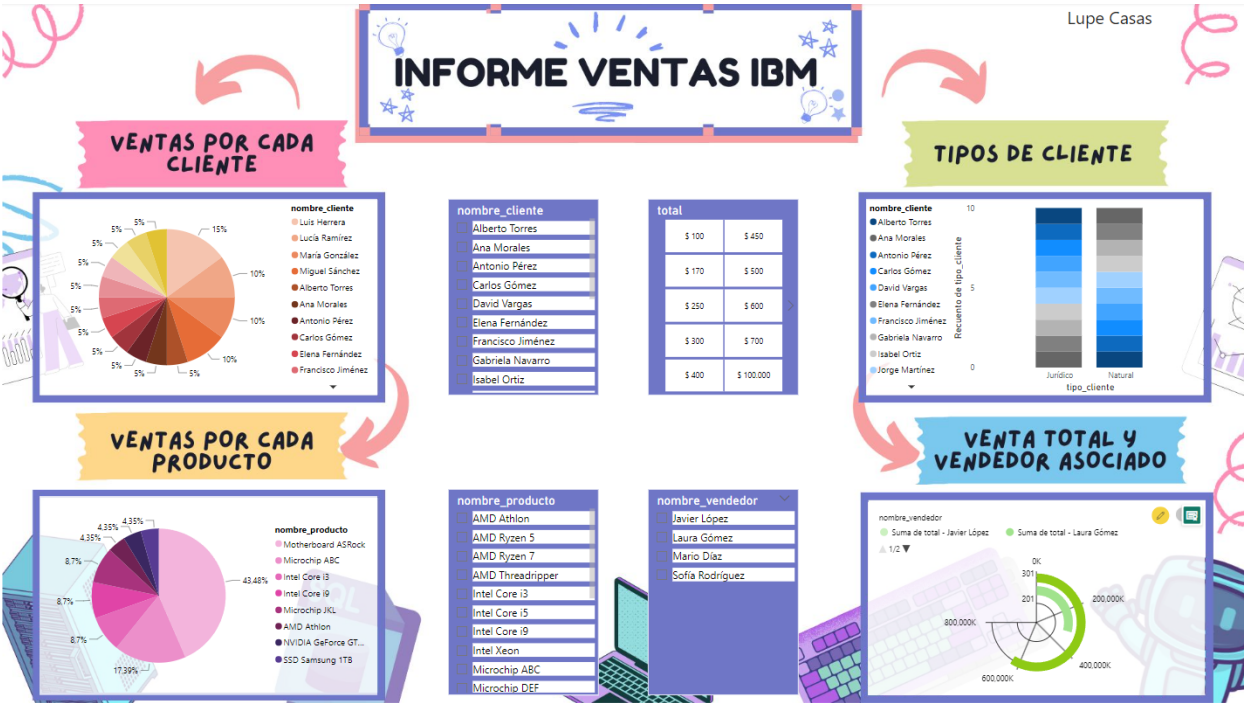 Lupe Casas
INFORME VENTAS IBM
VENTAS POR CADA
CLIENTE
nombre_cliente
Luis Herrera
Lucía Ramírez
María González
Miguel Sánchez
Alberto Torres
Ana Morales
Antonio Pérez
Carlos Gómez
Elena Fernández
Francisco Jiménez
15%
10%
10%
10%
5%
5%
5%
5%
5%
5%
5%
5%
5%
5%
nombre_cliente
Alberto Torres
Ana Morales
Antonio Pérez
Carlos Gómez
David Vargas
Elena Fernández
Francisco Jiménez
Gabriela Navarro
Isabel Ortiz
total
$ 100 $ 450
$ 170 $ 500
$ 250 $ 600
$ 300 $ 700
$ 400 $ 100.000
TIPOS DE CLIENTE
nombre_cliente
Alberto Torres
Ana Morales
Antonio Pérez
Carlos Gómez
David Vargas
Elena Fernández
Francisco Jiménez
Gabriela Navarro
Isabel Ortiz
Jorge Martínez
Recuento de tipo_cliente
10
5
0
Jurídico Natural
tipo_cliente
VENTAS POR CADA
PRODUCTO
nombre_producto
Motherboard ASRock
Microchip ABC
Intel Core i3
Intel Core i9
Microchip JKL
AMD Athlon
NVIDIA GeForce GT...
SSD Samsung 1TB
43.48%
17.39%
8.7%
8.7%
8.7%
4.35%
4.35%
4.35%
nombre_producto
AMD Athlon
AMD Ryzen 5
AMD Ryzen 7
AMD Threadripper
Intel Core i3
Intel Core i5
Intel Core i9
Intel Xeon
Microchip ABC
Microchip DEF
nombre_vendedor
Javier López
Laura Gómez
Mario Díaz
Sofía Rodríguez
VENTA TOTAL Y
VENDEDOR ASOCIADO
nombre_vendedor
Suma de total - Javier López Suma de total - Laura Gómez
1/2
0K
301
201
200,000K
400,000K
600,000K
800,000K